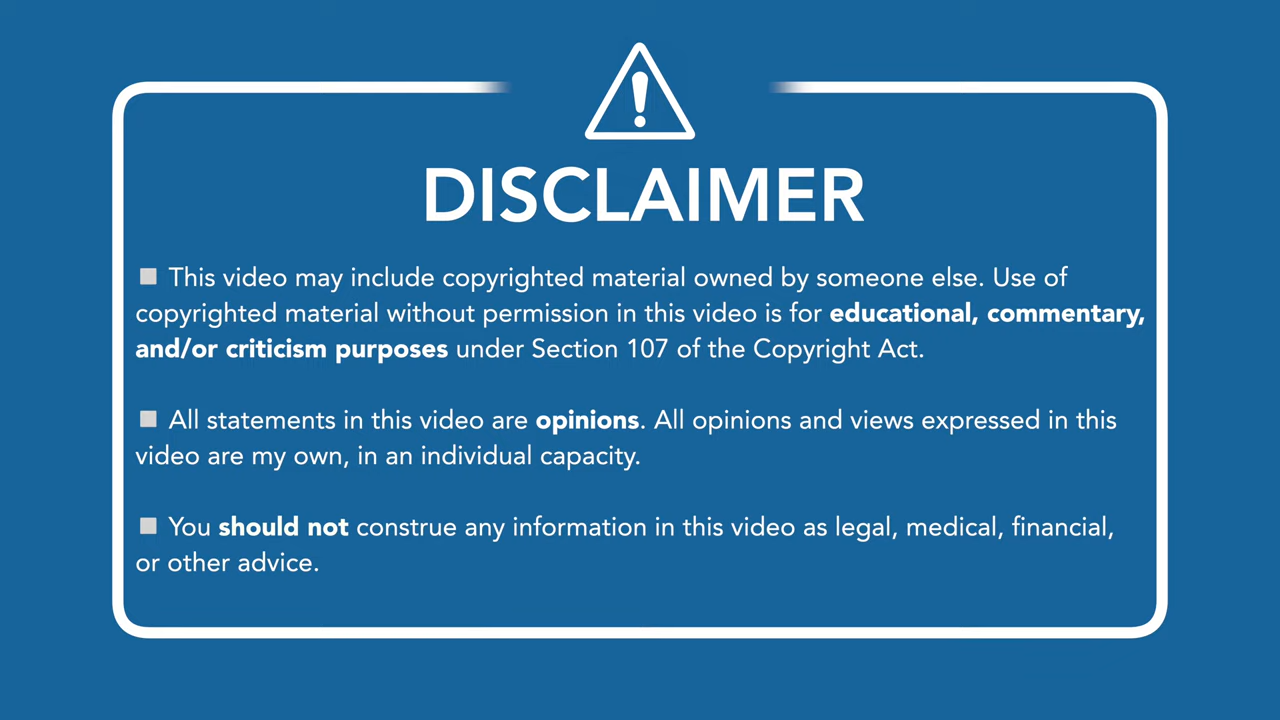 DISCLAIMER
◻ This video may include copyrighted material owned by someone else. Use of
copyrighted material without permission in this video is for educational, commentary,
and/or criticism purposes under Section 107 of the Copyright Act.
◻ All statements in this video are opinions. All opinions and views expressed in this
video are my own, in an individual capacity.
◻ You should not construe any information in this video as legal, medical, financial,
or other advice.